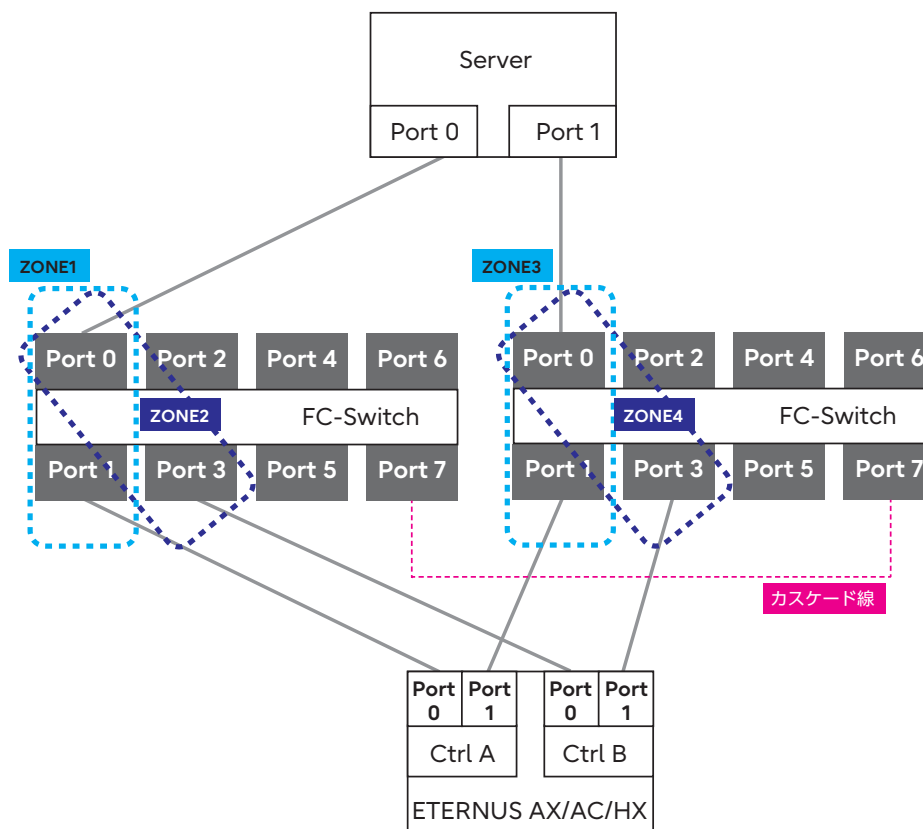 Server
Port 0
Port 1
ZONE1
ZONE3
Port 0
Port 2
Port 4
Port 6
Port 0
Port 2
Port 4
Port 6
ZONE2
FC-Switch
ZONE4
FC-Switch
Port 1
Port 3
Port 5
Port 7
Port 1
Port 3
Port 5
Port 7
カスケード線
Port
0
Port
1
Port
0
Port
1
Ctrl A
Ctrl B
ETERNUS AX/AC/HX